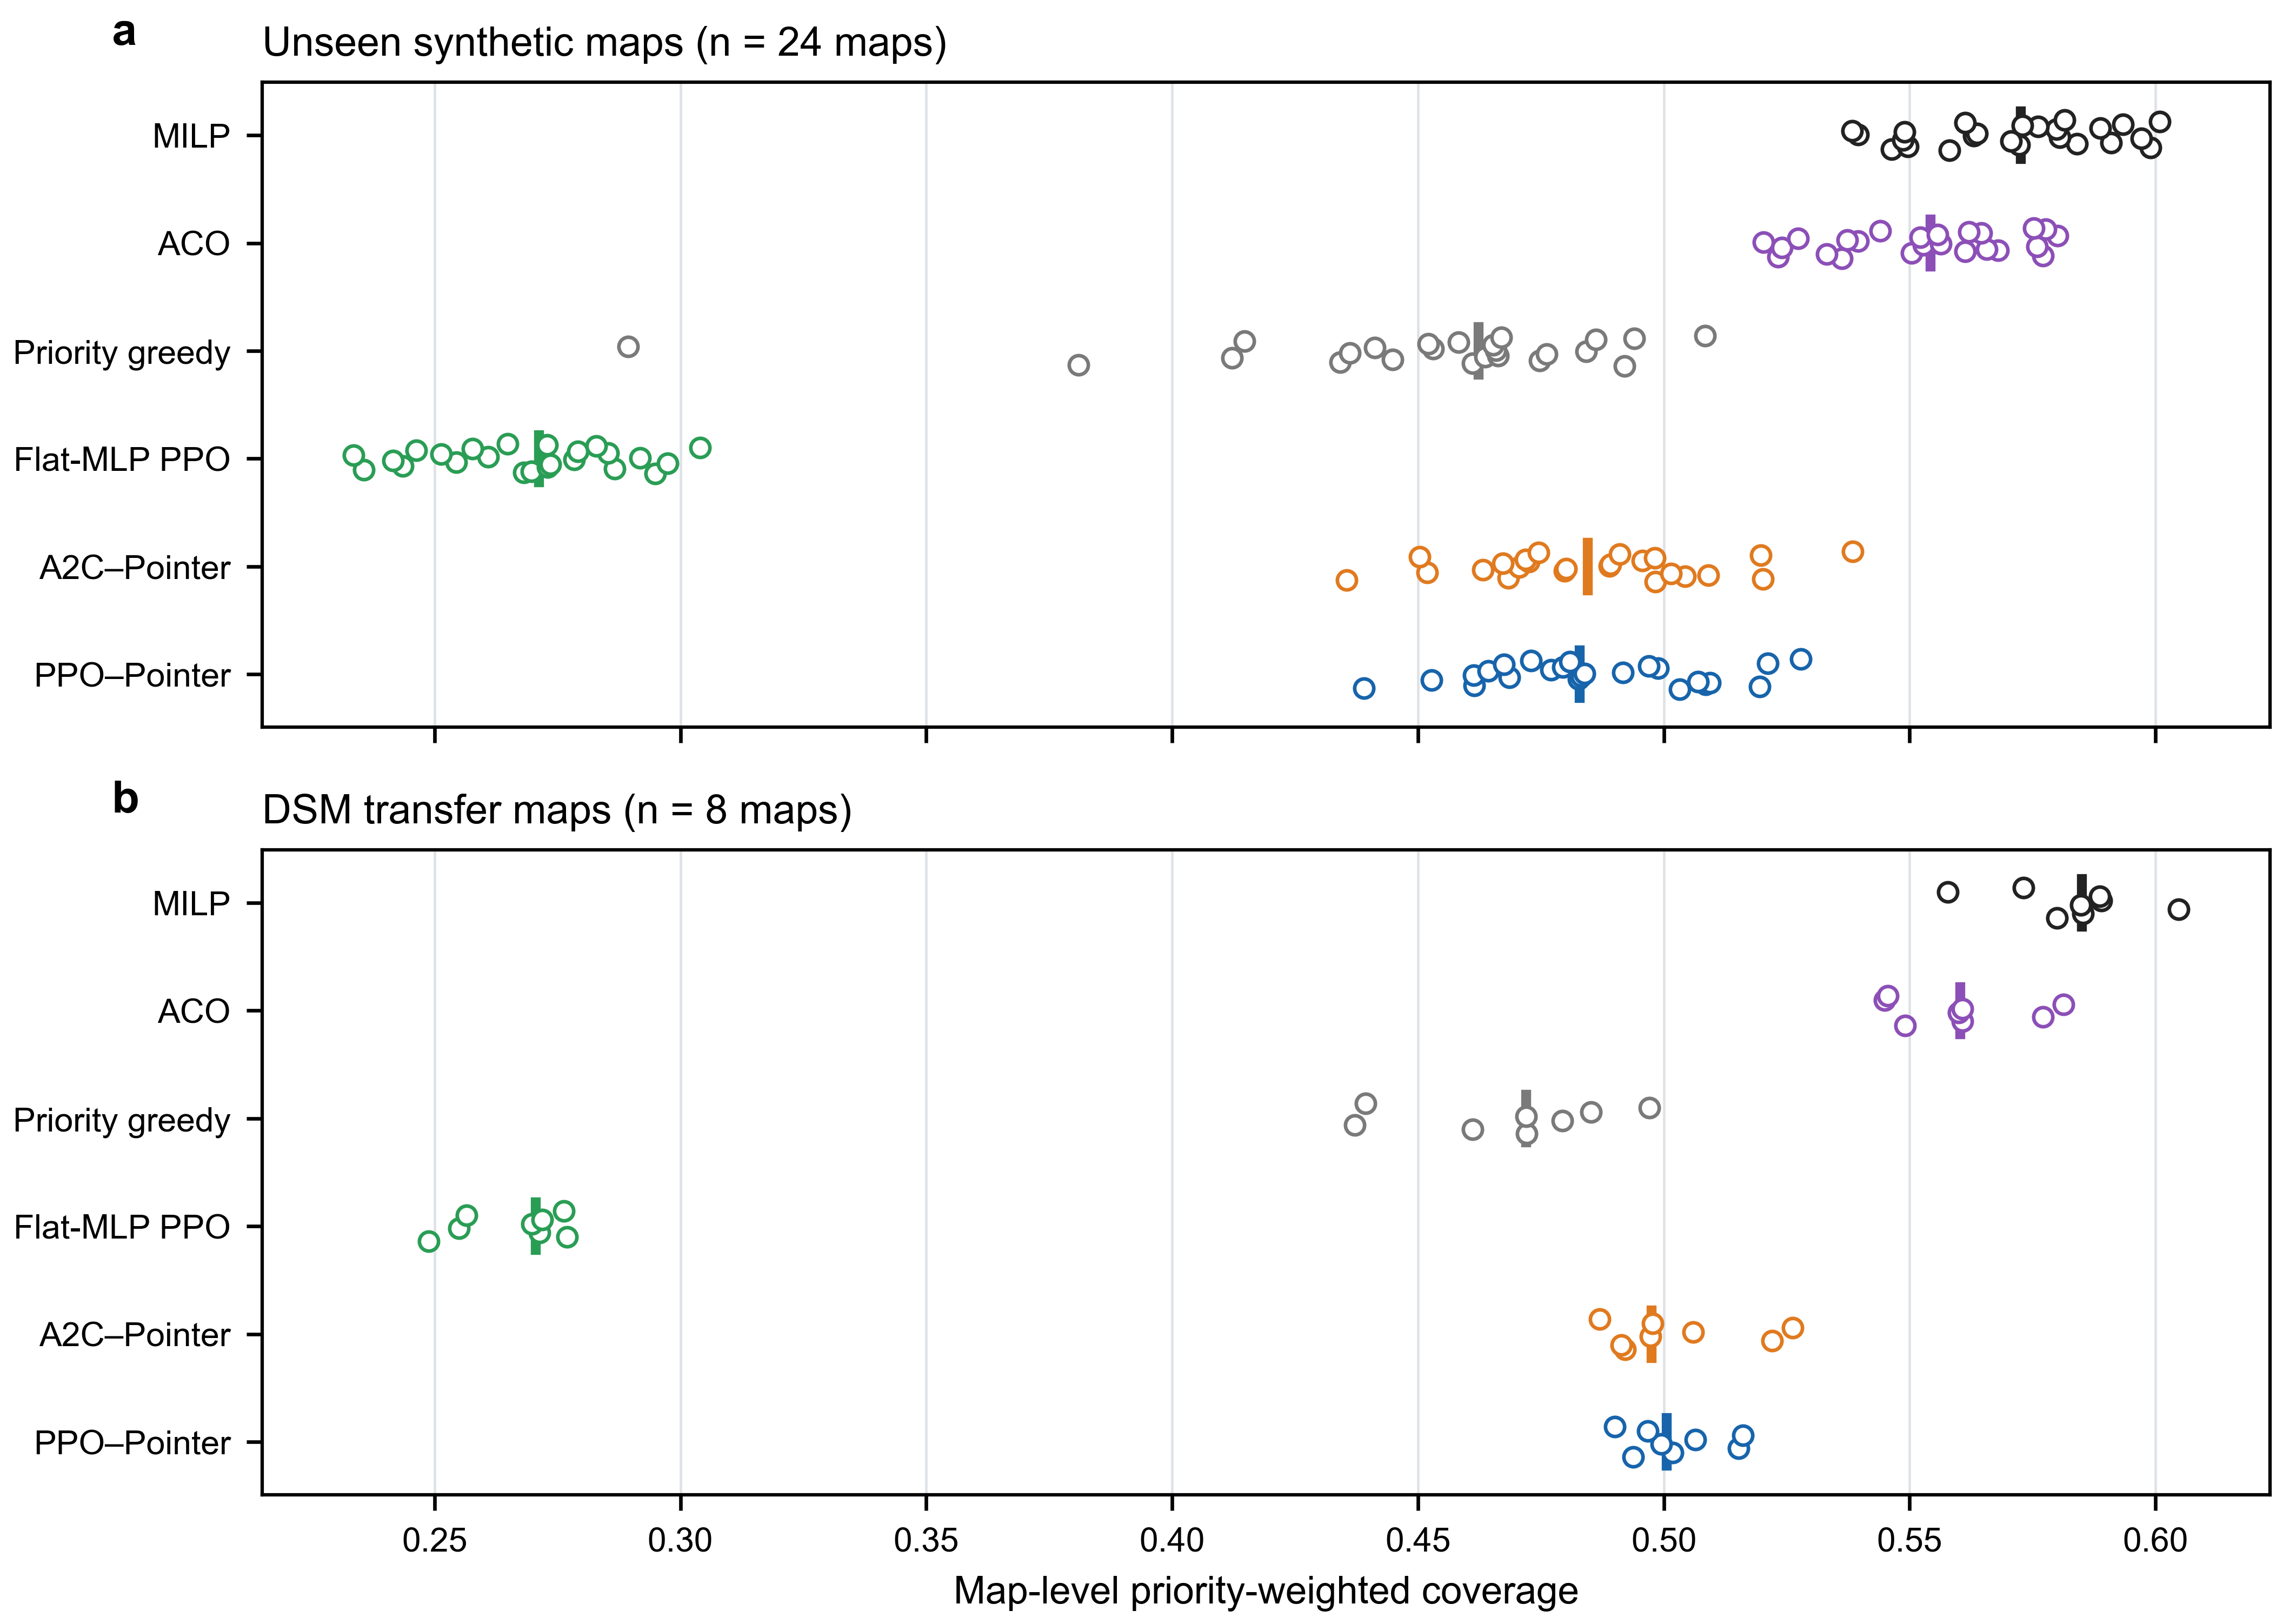 a
Unseen synthetic maps (n = 24 maps)
MILP
ACO
Priority greedy
Flat-MLP PPO
A2C–Pointer
PPO–Pointer
b
DSM transfer maps (n = 8 maps)
MILP
ACO
Priority greedy
Flat-MLP PPO
A2C–Pointer
PPO–Pointer
0.25 0.30 0.35 0.40 0.45 0.50 0.55 0.60
Map-level priority-weighted coverage